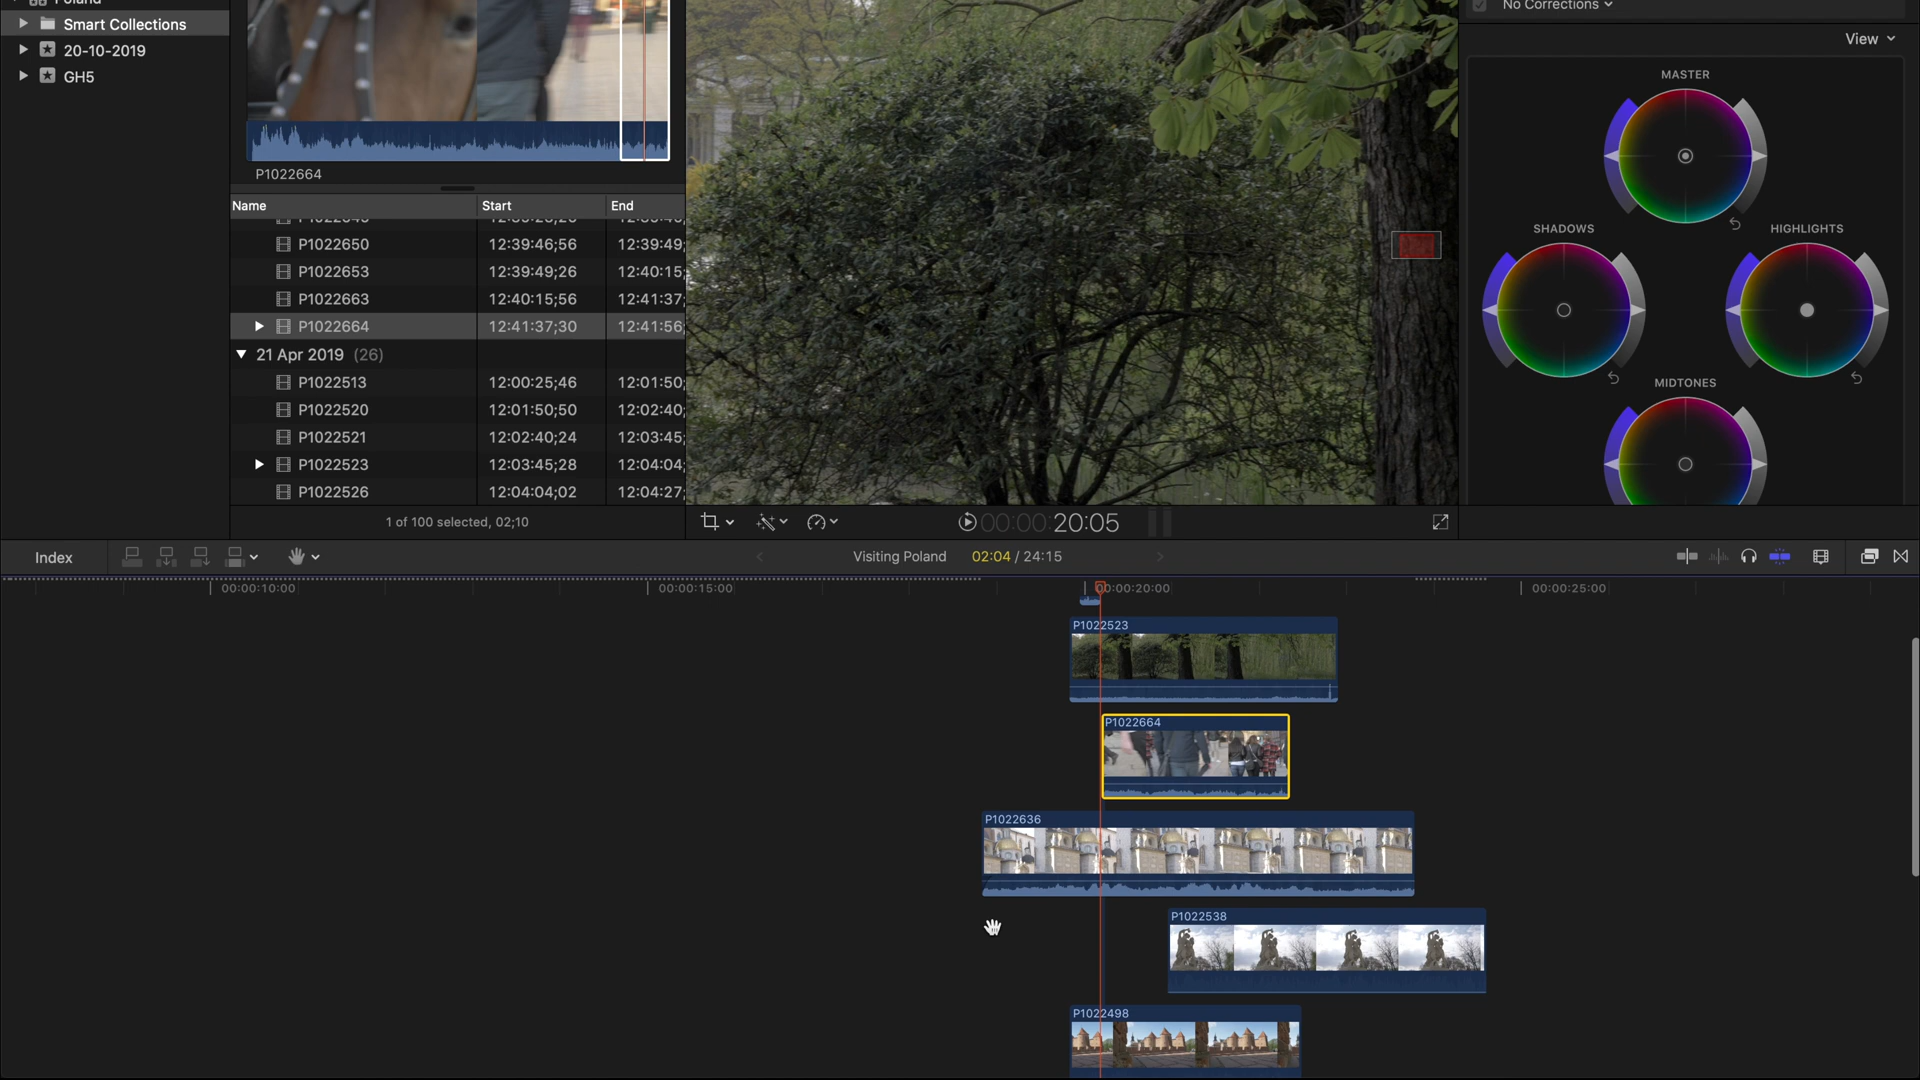 Poland
Smart Collections
20-10-2019
GH5
P1022664
Name Start End
P1022650 12:39:46;56 12:39:49;
P1022653 12:39:49;26 12:40:15;
P1022663 12:40:15;56 12:41:37;
P1022664 12:41:37;30 12:41:56;
21 Apr 2019 (26)
P1022513 12:00:25;46 12:01:50;
P1022520 12:01:50;50 12:02:40;
P1022521 12:02:40;24 12:03:45;
P1022523 12:03:45;28 12:04:04;
P1022526 12:04:04;02 12:04:27;
1 of 100 selected, 02;10
00:00:20:05
No Corrections
View
MASTER
SHADOWS
HIGHLIGHTS
MIDTONES
Index
Visiting Poland 02:04 / 24:15
00:00:10:00
00:00:15:00
00:00:20:00
00:00:25:00
P1022523
P1022664
P1022636
P1022538
P1022498